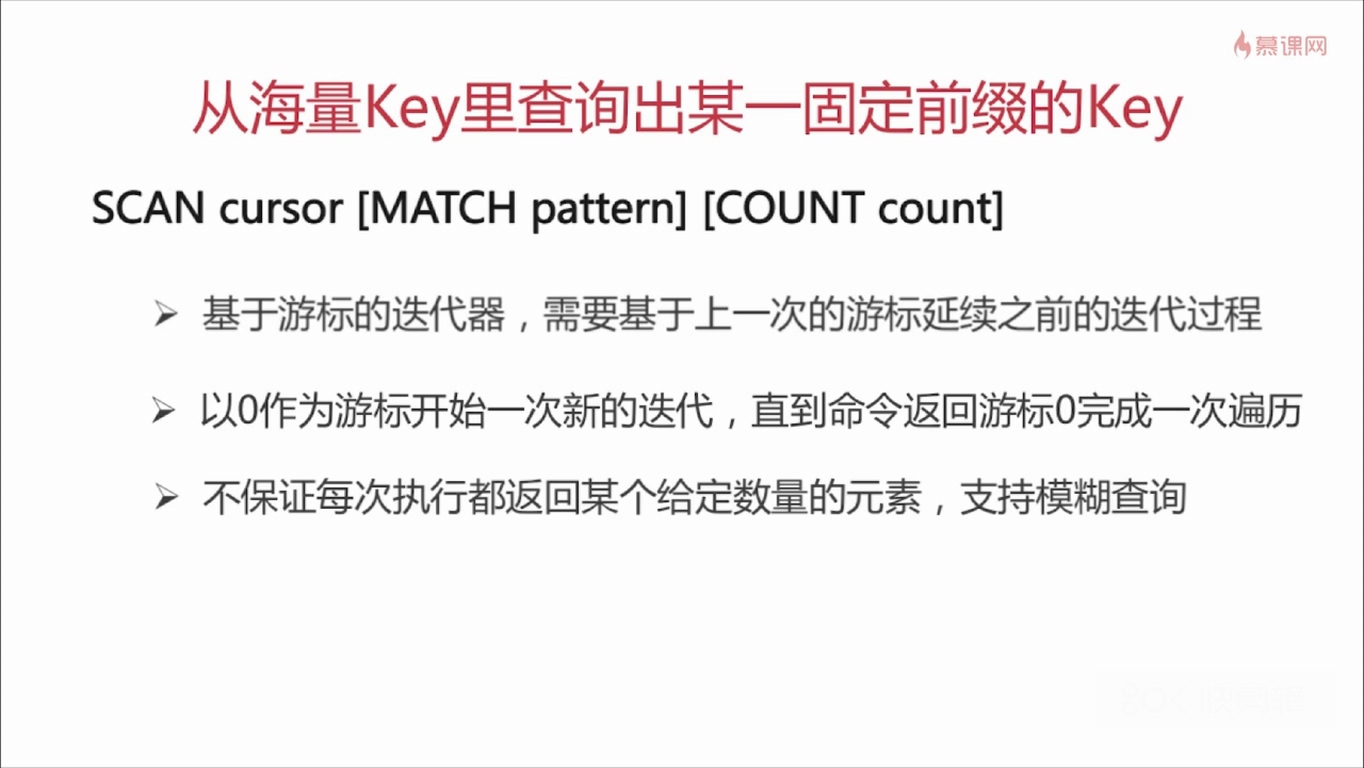 慕课网
从海量Key里查询出某一固定前缀的Key
SCAN cursor [MATCH pattern] [COUNT count]
➢ 基于游标的迭代器，需要基于上一次的游标延续之前的迭代过程
➢ 以0作为游标开始一次新的迭代，直到命令返回游标0完成一次遍历
➢ 不保证每次执行都返回某个给定数量的元素，支持模糊查询